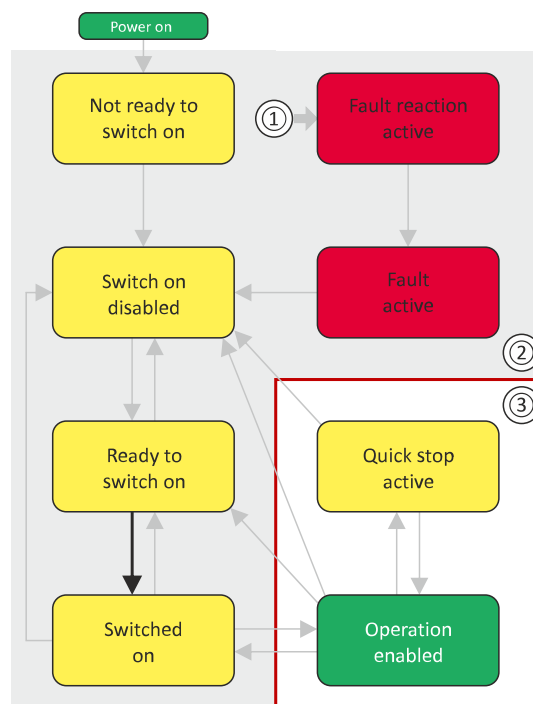 Power on
Not ready to
switch on
①
Fault reaction
active
Switch on
disabled
Fault
active
②
③
Ready to
switch on
Quick stop
active
Switched
on
Operation
enabled